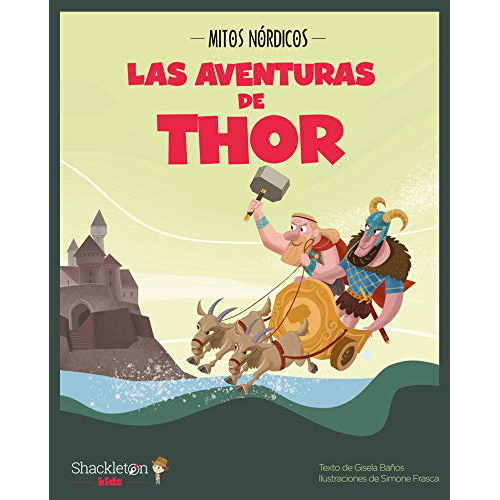 MITOS NÓRDICOS
LAS AVENTURAS
DE
THOR
Shackleton
kids
Texto de Gisela Baños
Ilustraciones de Simone Frasca